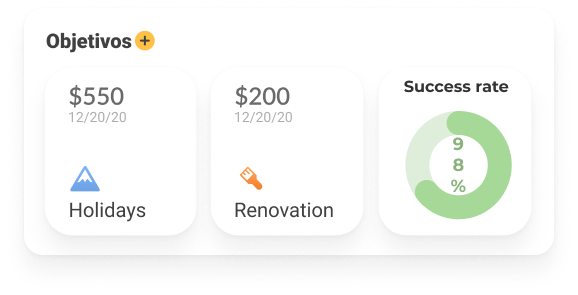 Objetivos +
$550
12/20/20
Holidays
$200
12/20/20
Renovation
Success rate
9
8
%